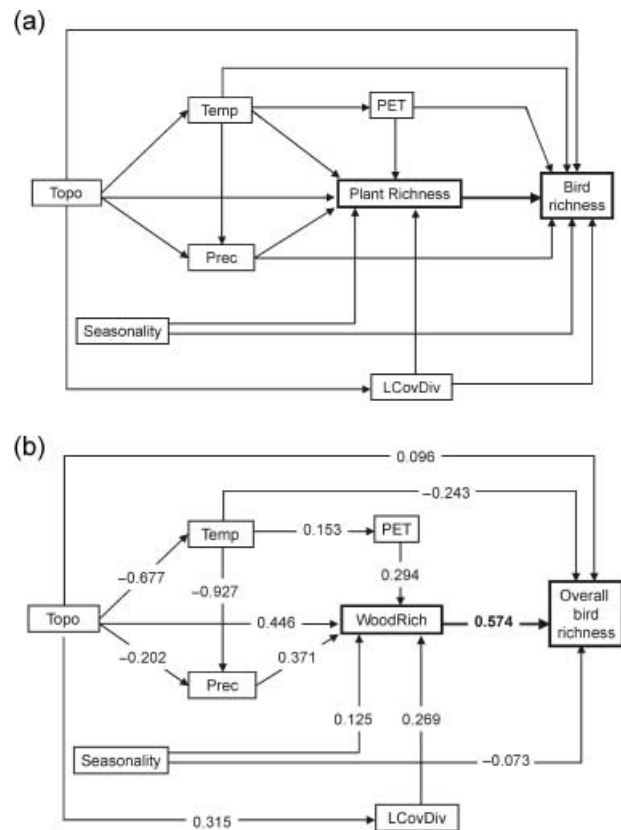 (a)
Temp
PET
Topo
Plant Richness
Bird
richness
Prec
Seasonality
LCovDiv
(b)
0.096
−0.243
Temp
0.153
PET
−0.677
−0.927
0.294
Topo
0.446
WoodRich
0.574
Overall
bird
richness
−0.202
0.371
Prec
0.125
0.269
Seasonality
−0.073
0.315
LCovDiv